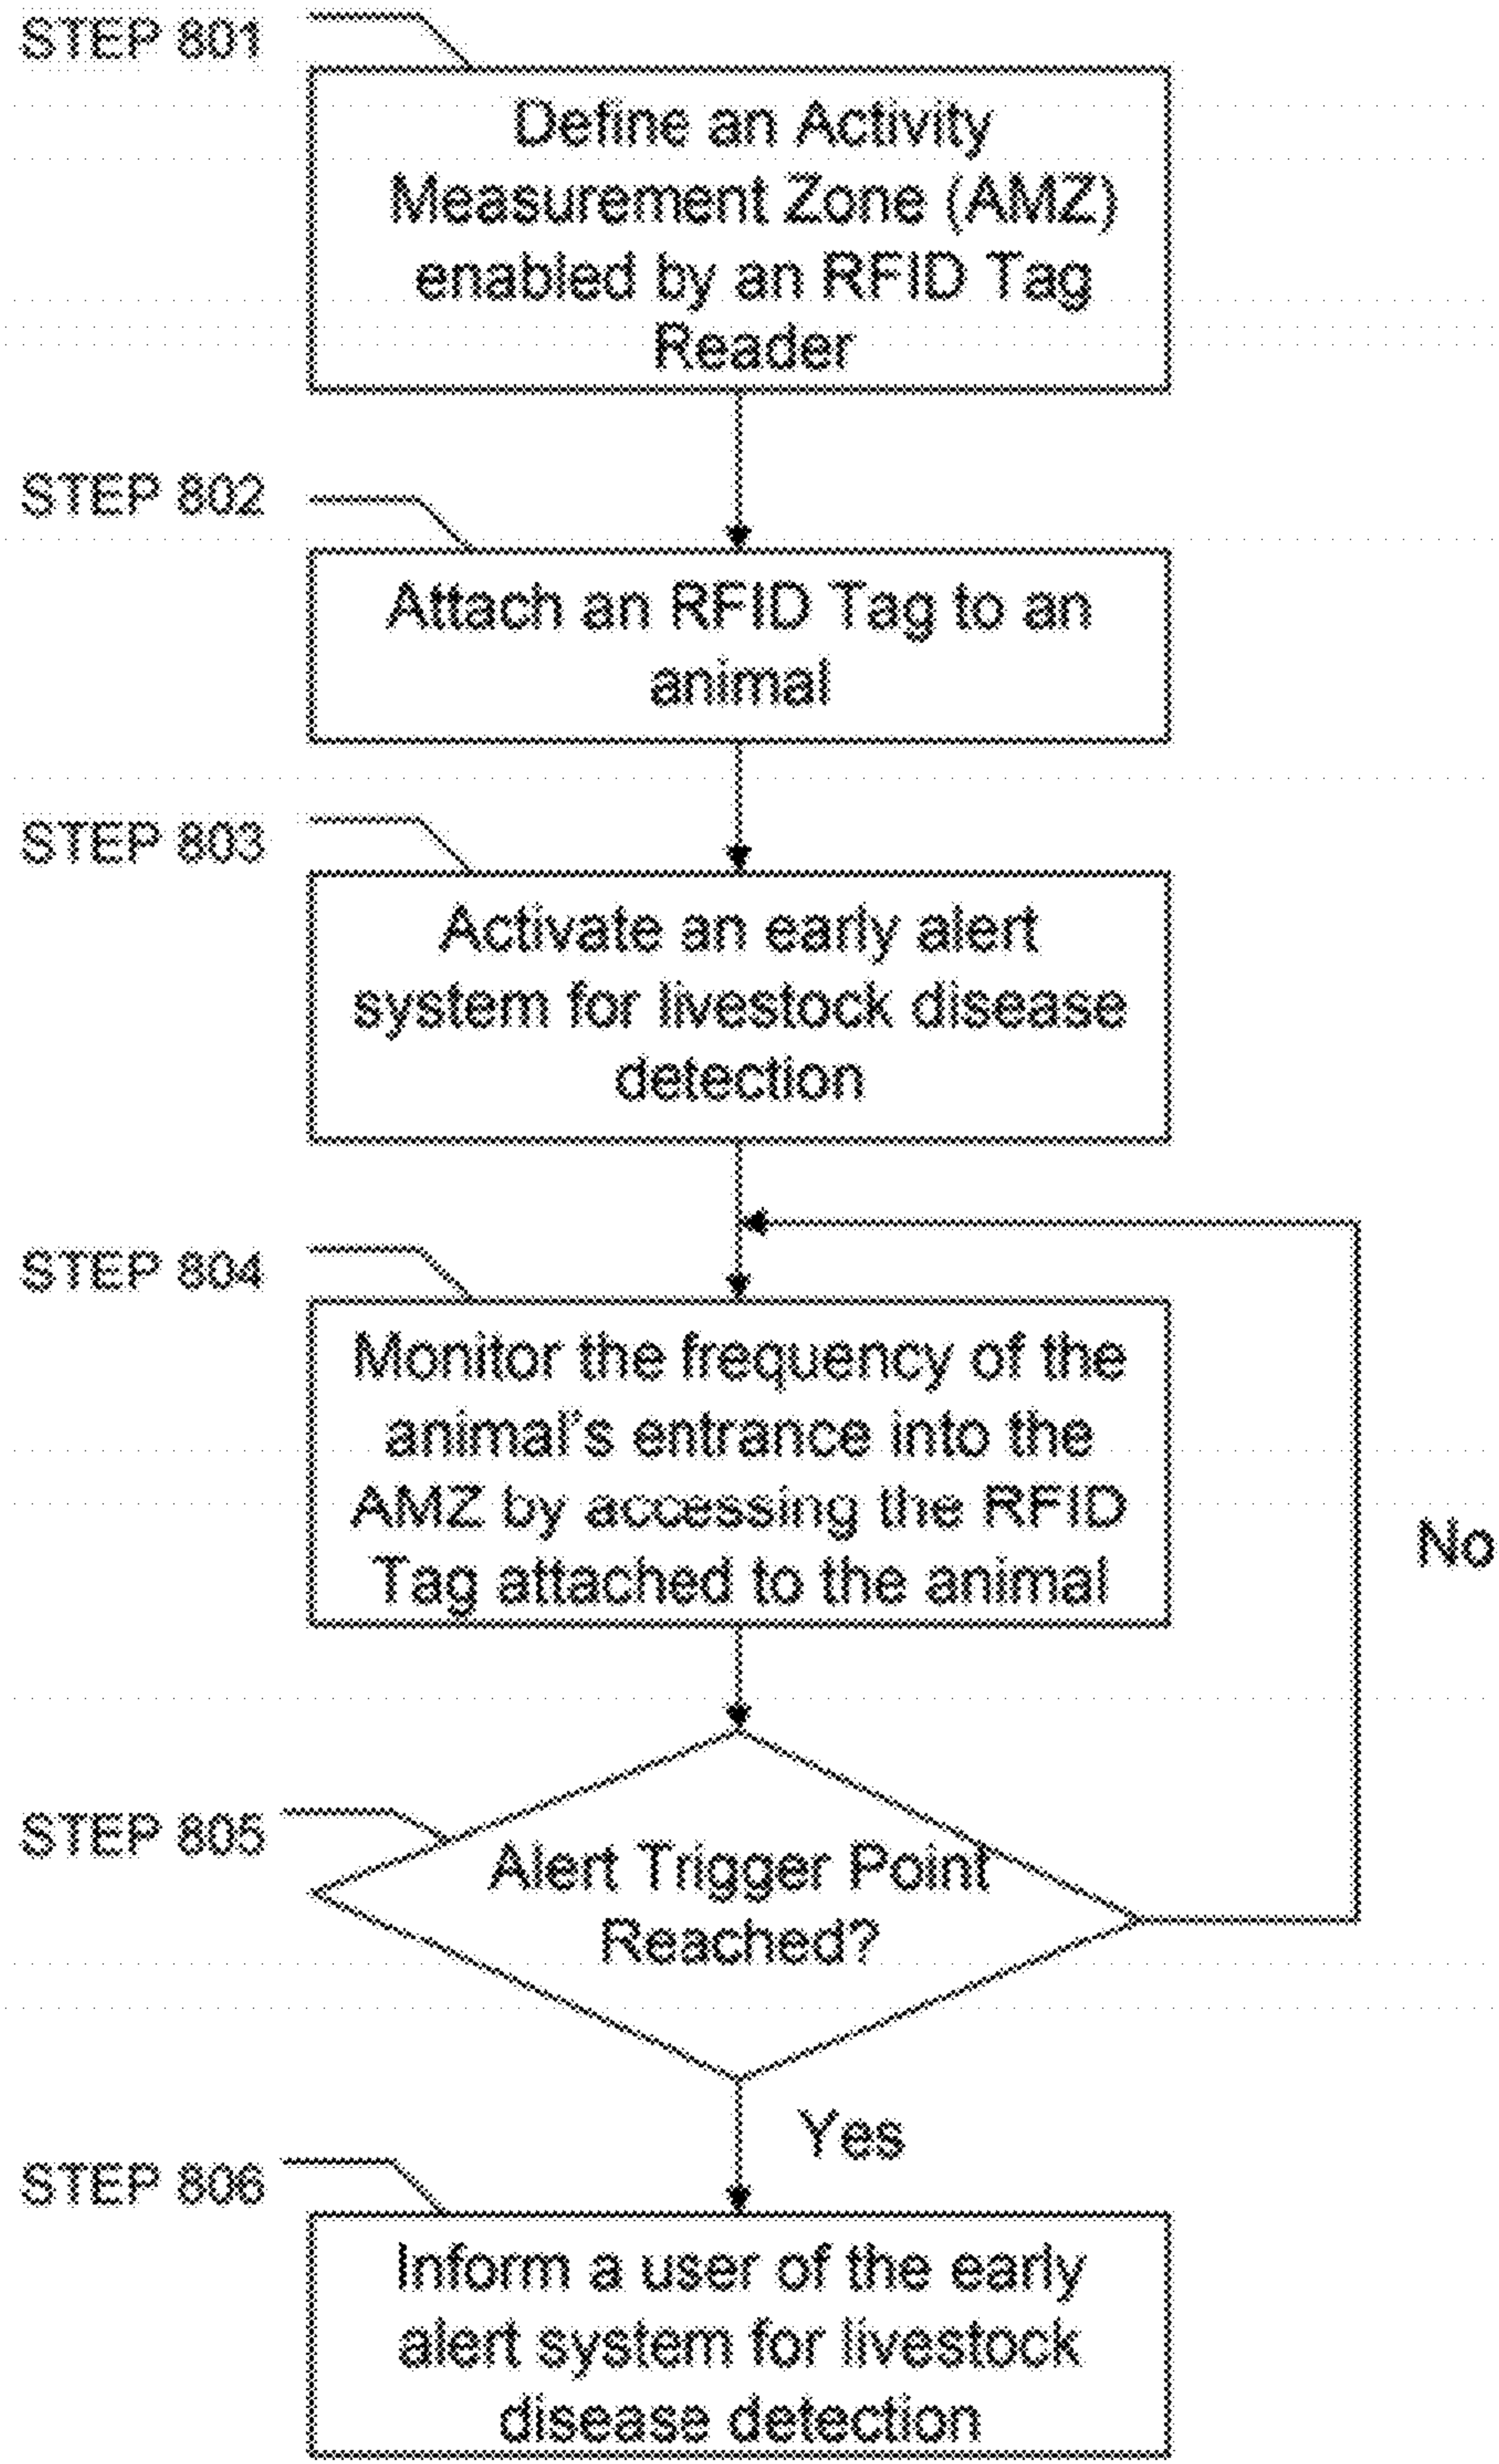 STEP 801
Define an Activity
Measurement Zone (AMZ)
enabled by an RFID Tag
Reader
STEP 802
Attach an RFID Tag to an
animal
STEP 803
Activate an early alert
system for livestock disease
detection
STEP 804
Monitor the frequency of the
animal's entrance into the
AMZ by accessing the RFID
Tag attached to the animal
No
STEP 805
Alert Trigger Point
Reached?
Yes
STEP 806
Inform a user of the early
alert system for livestock
disease detection